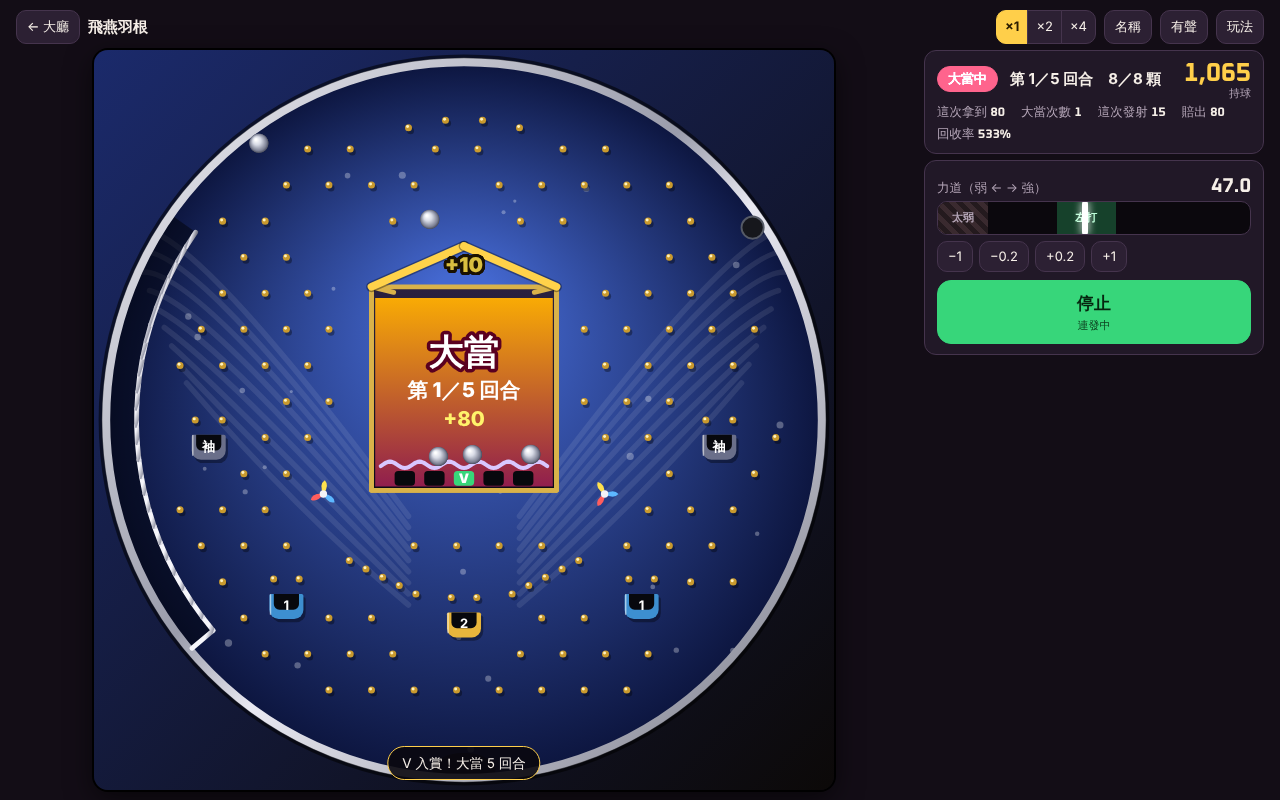 ← 大廳 飛燕羽根 ×1 ×2 ×4 名稱 有聲 玩法
大當中 第 1／5 回合 8／8 顆 1,065
持球
這次拿到 80 大當次數 1 這次發射 15 賠出 80
回收率 533%
力道（弱 ← → 強） 47.0
太弱 左打
−1 −0.2 +0.2 +1
停止
連發中
+10
大當
第 1／5 回合
+80
V
袖 袖
1 1
2
V 入賞！大當 5 回合